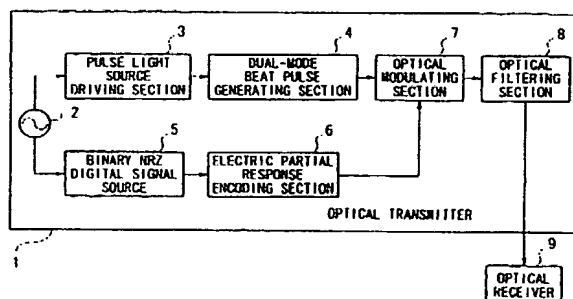 3
PULSE LIGHT
SOURCE
DRIVING SECTION
4
DUAL-MODE
BEAT PULSE
GENERATING SECTION
7
OPTICAL
MODULATING
SECTION
8
OPTICAL
FILTERING
SECTION
2
5
BINARY NRZ
DIGITAL SIGNAL
SOURCE
6
ELECTRIC PARTIAL
RESPONSE
ENCODING SECTION
OPTICAL TRANSMITTER
1
9
OPTICAL
RECEIVER